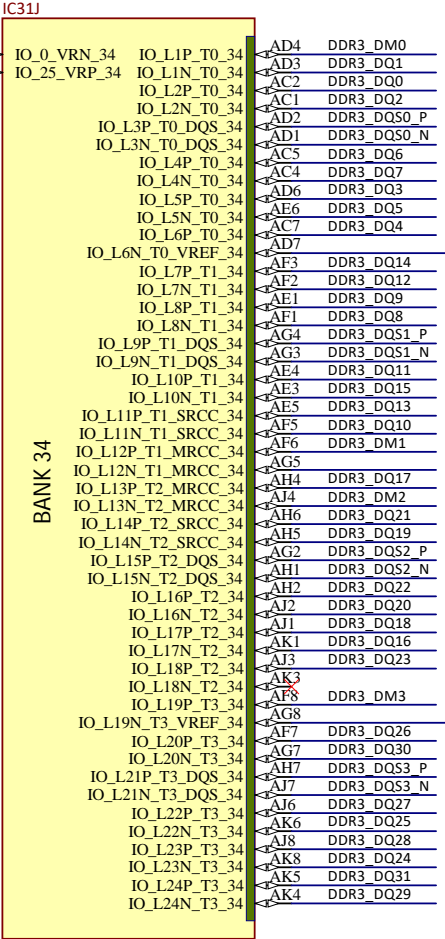 IC31J
IO_0_VRN_34 IO_L1P_T0_34 AD4 DDR3_DM0
IO_25_VRP_34 IO_L1N_T0_34 AD3 DDR3_DQ1
IO_L2P_T0_34 AC2 DDR3_DQ0
IO_L2N_T0_34 AC1 DDR3_DQ2
IO_L3P_T0_DQS_34 AD2 DDR3_DQS0_P
IO_L3N_T0_DQS_34 AD1 DDR3_DQS0_N
IO_L4P_T0_34 AC5 DDR3_DQ6
IO_L4N_T0_34 AC4 DDR3_DQ7
IO_L5P_T0_34 AD6 DDR3_DQ3
IO_L5N_T0_34 AE6 DDR3_DQ5
IO_L6P_T0_34 AC7 DDR3_DQ4
IO_L6N_T0_VREF_34 AD7
IO_L7P_T1_34 AF3 DDR3_DQ14
IO_L7N_T1_34 AF2 DDR3_DQ12
IO_L8P_T1_34 AE1 DDR3_DQ9
IO_L8N_T1_34 AF1 DDR3_DQ8
IO_L9P_T1_DQS_34 AG4 DDR3_DQS1_P
IO_L9N_T1_DQS_34 AG3 DDR3_DQS1_N
IO_L10P_T1_34 AE4 DDR3_DQ11
IO_L10N_T1_34 AE3 DDR3_DQ15
IO_L11P_T1_SRCC_34 AE5 DDR3_DQ13
IO_L11N_T1_SRCC_34 AF5 DDR3_DQ10
IO_L12P_T1_MRCC_34 AF6 DDR3_DM1
IO_L12N_T1_MRCC_34 AG5
IO_L13P_T2_MRCC_34 AH4 DDR3_DQ17
IO_L13N_T2_MRCC_34 AJ4 DDR3_DM2
IO_L14P_T2_SRCC_34 AH6 DDR3_DQ21
IO_L14N_T2_SRCC_34 AH5 DDR3_DQ19
IO_L15P_T2_DQS_34 AG2 DDR3_DQS2_P
IO_L15N_T2_DQS_34 AH1 DDR3_DQS2_N
IO_L16P_T2_34 AH2 DDR3_DQ22
IO_L16N_T2_34 AJ2 DDR3_DQ20
IO_L17P_T2_34 AJ1 DDR3_DQ18
IO_L17N_T2_34 AK1 DDR3_DQ16
IO_L18P_T2_34 AJ3 DDR3_DQ23
IO_L18N_T2_34 AK3
IO_L19P_T3_34 AF8 DDR3_DM3
IO_L19N_T3_VREF_34 AG8
IO_L20P_T3_34 AF7 DDR3_DQ26
IO_L20N_T3_34 AG7 DDR3_DQ30
IO_L21P_T3_DQS_34 AH7 DDR3_DQS3_P
IO_L21N_T3_DQS_34 AJ7 DDR3_DQS3_N
IO_L22P_T3_34 AJ6 DDR3_DQ27
IO_L22N_T3_34 AK6 DDR3_DQ25
IO_L23P_T3_34 AJ8 DDR3_DQ28
IO_L23N_T3_34 AK8 DDR3_DQ24
IO_L24P_T3_34 AK5 DDR3_DQ31
IO_L24N_T3_34 AK4 DDR3_DQ29
BANK 34